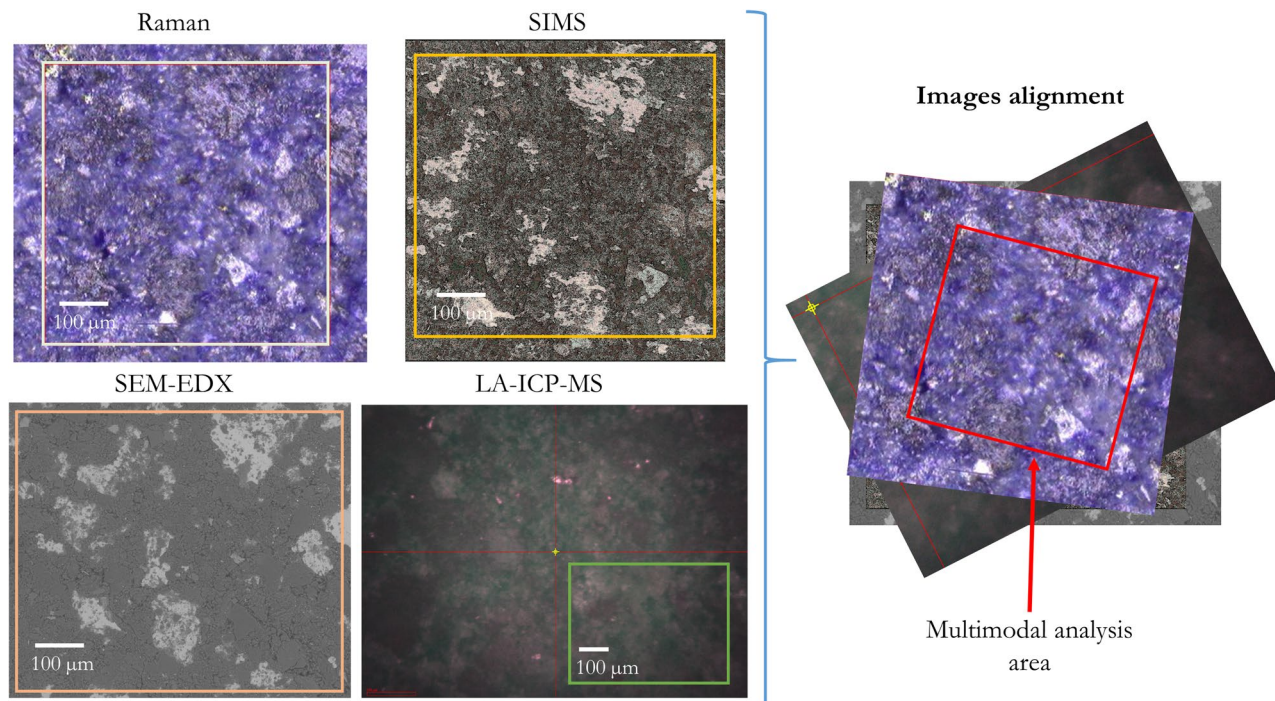 Raman
SIMS
100 µm
100 µm
SEM-EDX
LA-ICP-MS
100 µm
100 µm
Images alignment
Multimodal analysis
area